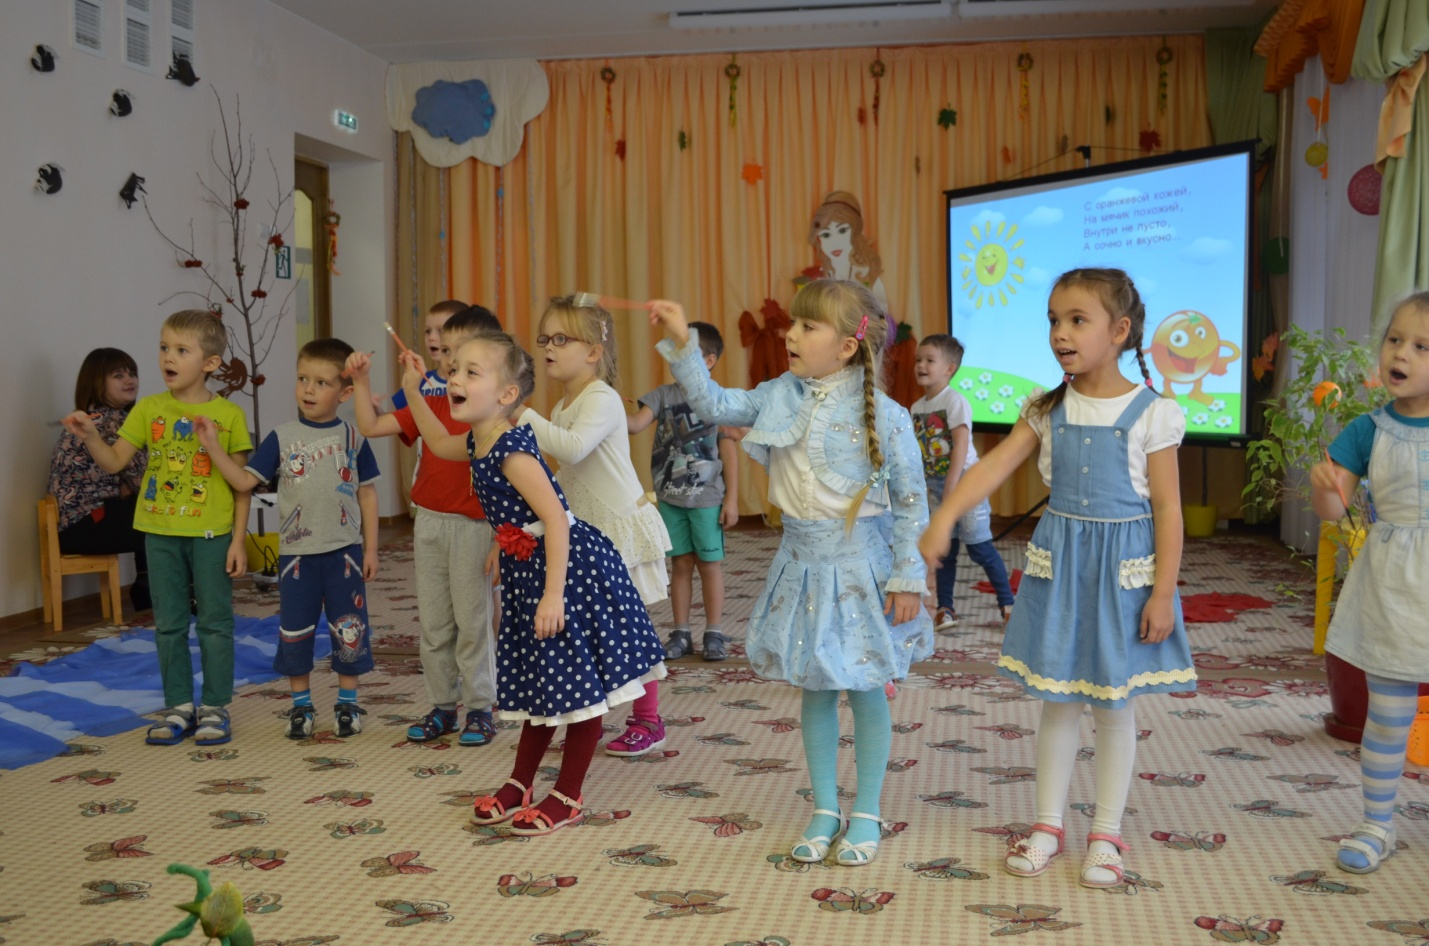 С оранжевой кожей,
На мячик похожий,
Внутри не пусто,
А сочно и вкусно...